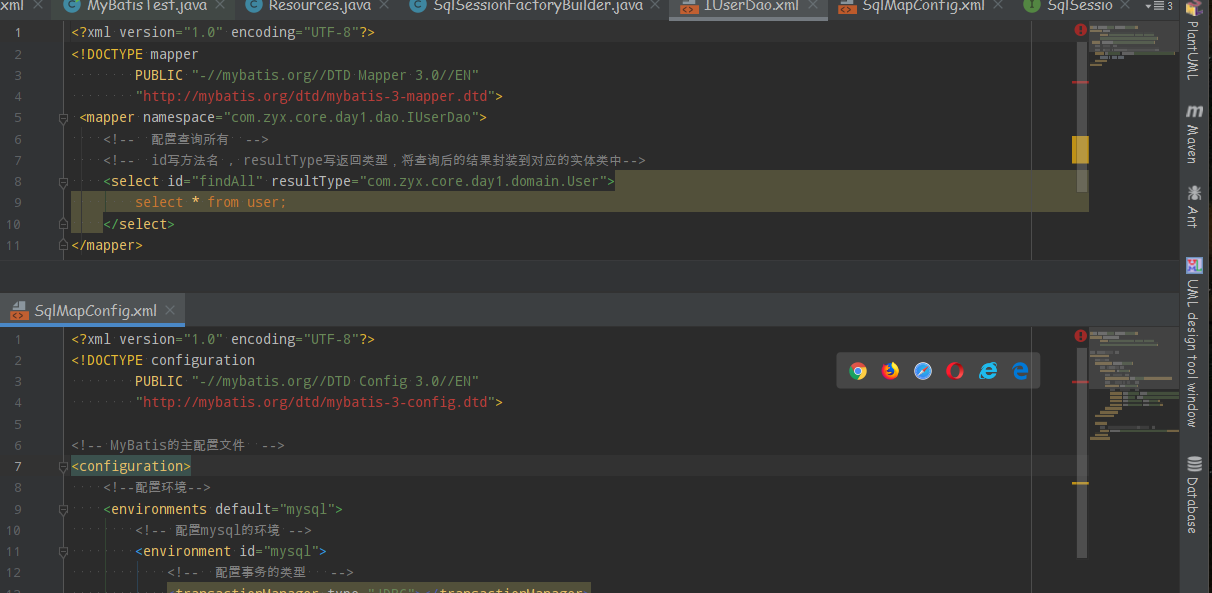 xml MyBatisTest.java Resources.java SqlSessionFactoryBuilder.java IUserDao.xml SqlMapConfig.xml SqlSessio 3
1 <?xml version="1.0" encoding="UTF-8"?>
2 <!DOCTYPE mapper
3 PUBLIC "-//mybatis.org//DTD Mapper 3.0//EN"
4 "http://mybatis.org/dtd/mybatis-3-mapper.dtd">
5 <mapper namespace="com.zyx.core.day1.dao.IUserDao">
6 <!-- 配置查询所有 -->
7 <!-- id写方法名 , resultType写返回类型,将查询后的结果封装到对应的实体类中-->
8 <select id="findAll" resultType="com.zyx.core.day1.domain.User">
9 select * from user;
10 </select>
11 </mapper>
SqlMapConfig.xml
1 <?xml version="1.0" encoding="UTF-8"?>
2 <!DOCTYPE configuration
3 PUBLIC "-//mybatis.org//DTD Config 3.0//EN"
4 "http://mybatis.org/dtd/mybatis-3-config.dtd">
5
6 <!-- MyBatis的主配置文件 -->
7 <configuration>
8 <!--配置环境-->
9 <environments default="mysql">
10 <!-- 配置mysql的环境 -->
11 <environment id="mysql">
12 <!-- 配置事务的类型 -->
PlantUML
Maven
Ant
UML design tool window
Database